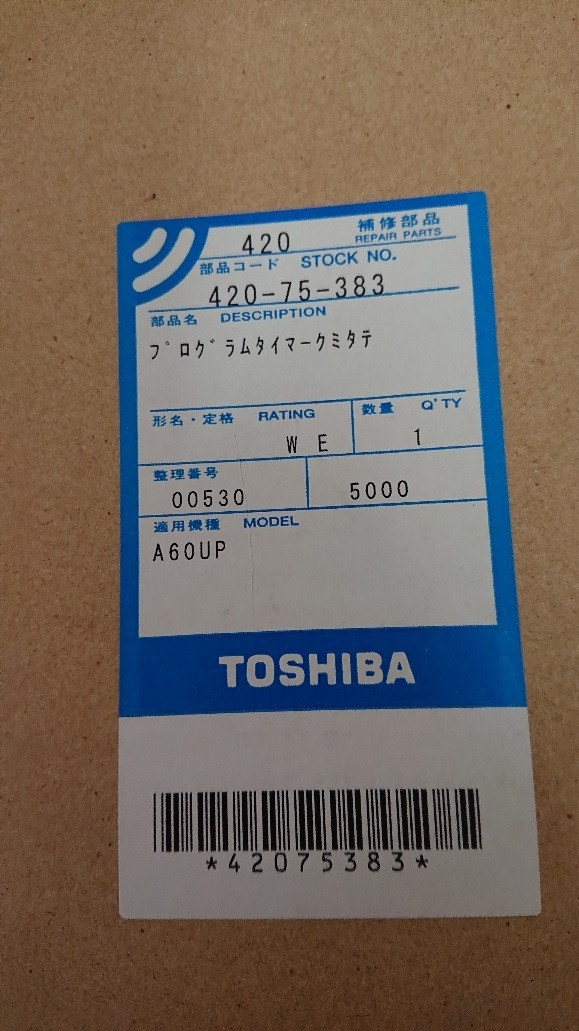 420 補修部品
REPAIR PARTS
部品コード STOCK NO.
420-75-383
部品名 DESCRIPTION
プログラムタイマークミタテ
形名・定格 RATING 数量 Q'TY
W E 1
整理番号
00530 5000
適用機種 MODEL
A60UP
TOSHIBA
*42075383*